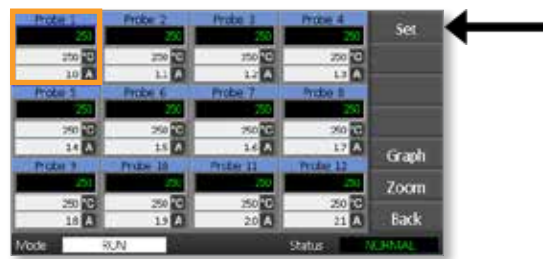 Probe 1 Probe 2 Probe 3 Probe 4 Set
250 250 250 250
250 °C 250 °C 250 °C 250 °C
1.0 A 1.1 A 1.2 A 1.3 A
Probe 5 Probe 6 Probe 7 Probe 8
250 250 250 250
250 °C 250 °C 250 °C 250 °C
1.4 A 1.5 A 1.6 A 1.7 A Graph
Probe 9 Probe 10 Probe 11 Probe 12
250 250 250 250 Zoom
250 °C 250 °C 250 °C 250 °C
1.8 A 1.9 A 2.0 A 2.1 A Back
Mode RUN Status NORMAL